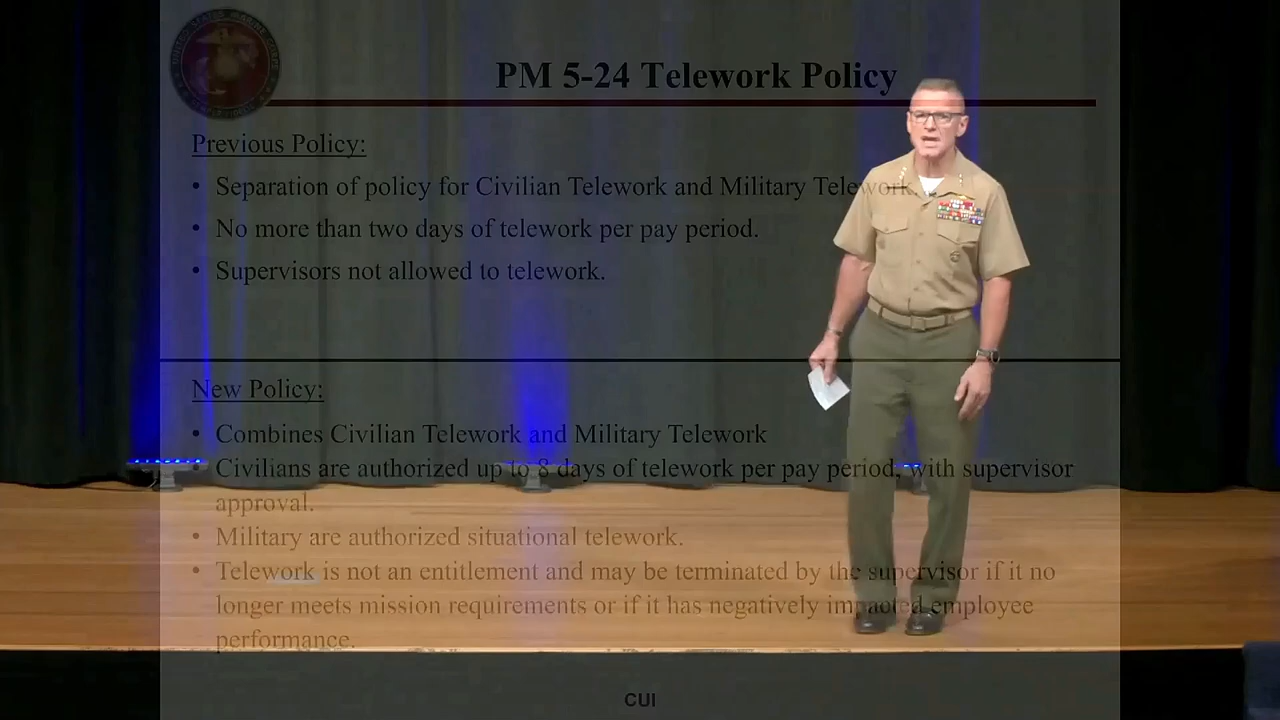 PM 5-24 Telework Policy
Previous Policy:
• Separation of policy for Civilian Telework and Military Telework.
• No more than two days of telework per pay period.
• Supervisors not allowed to telework.
New Policy:
• Combines Civilian Telework and Military Telework
• Civilians are authorized up to 8 days of telework per pay period, with supervisor
approval.
• Military are authorized situational telework.
• Telework is not an entitlement and may be terminated by the supervisor if it no
longer meets mission requirements or if it has negatively impacted employee
performance.
CUI